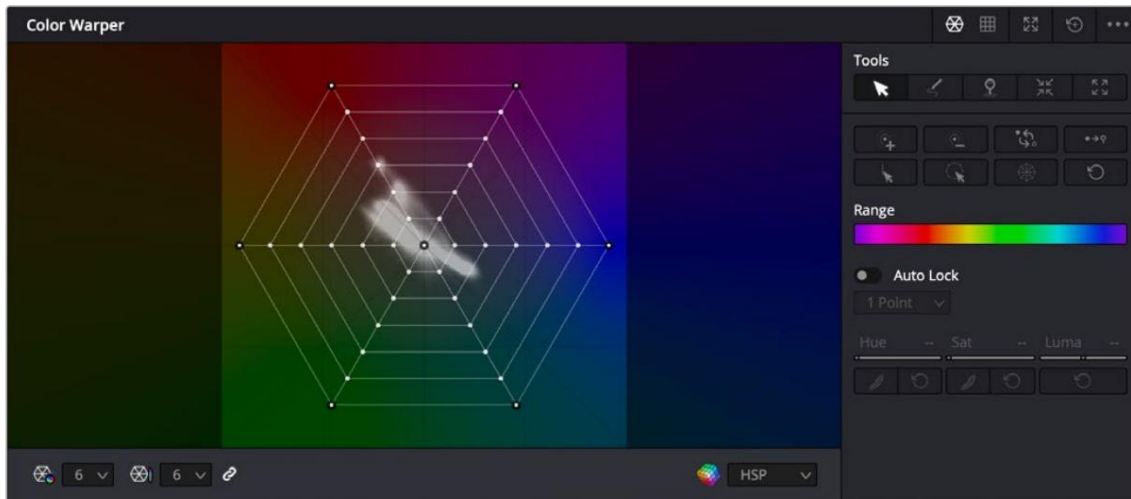 Color Warper
Tools
Range
Auto Lock
1 Point
Hue -- Sat -- Luma --
6 6 HSP